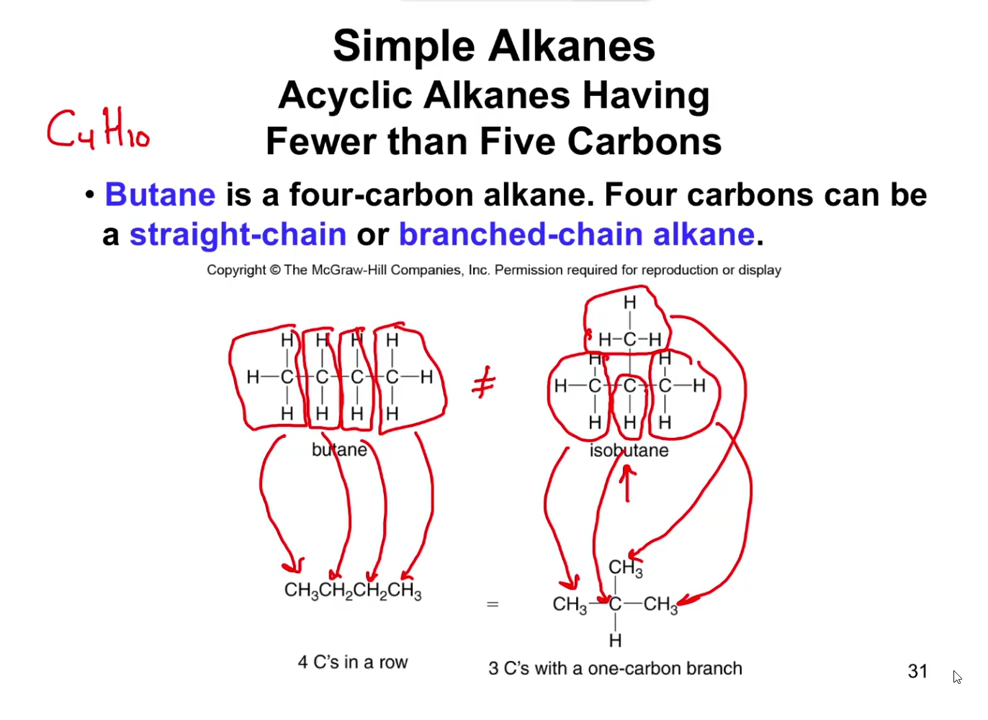 Simple Alkanes
Acyclic Alkanes Having
C₄H₁₀
Fewer than Five Carbons
• Butane is a four-carbon alkane. Four carbons can be
a straight-chain or branched-chain alkane.
Copyright © The McGraw-Hill Companies, Inc. Permission required for reproduction or display
H
H–C–H
H H H H
H H
H–C–C–C–C–H
≠
H–C–C–C–H
H H H H
H H H
butane
isobutane
CH₃
CH₃CH₂CH₂CH₃
=
CH₃–C–CH₃
H
4 C's in a row
3 C's with a one-carbon branch
31